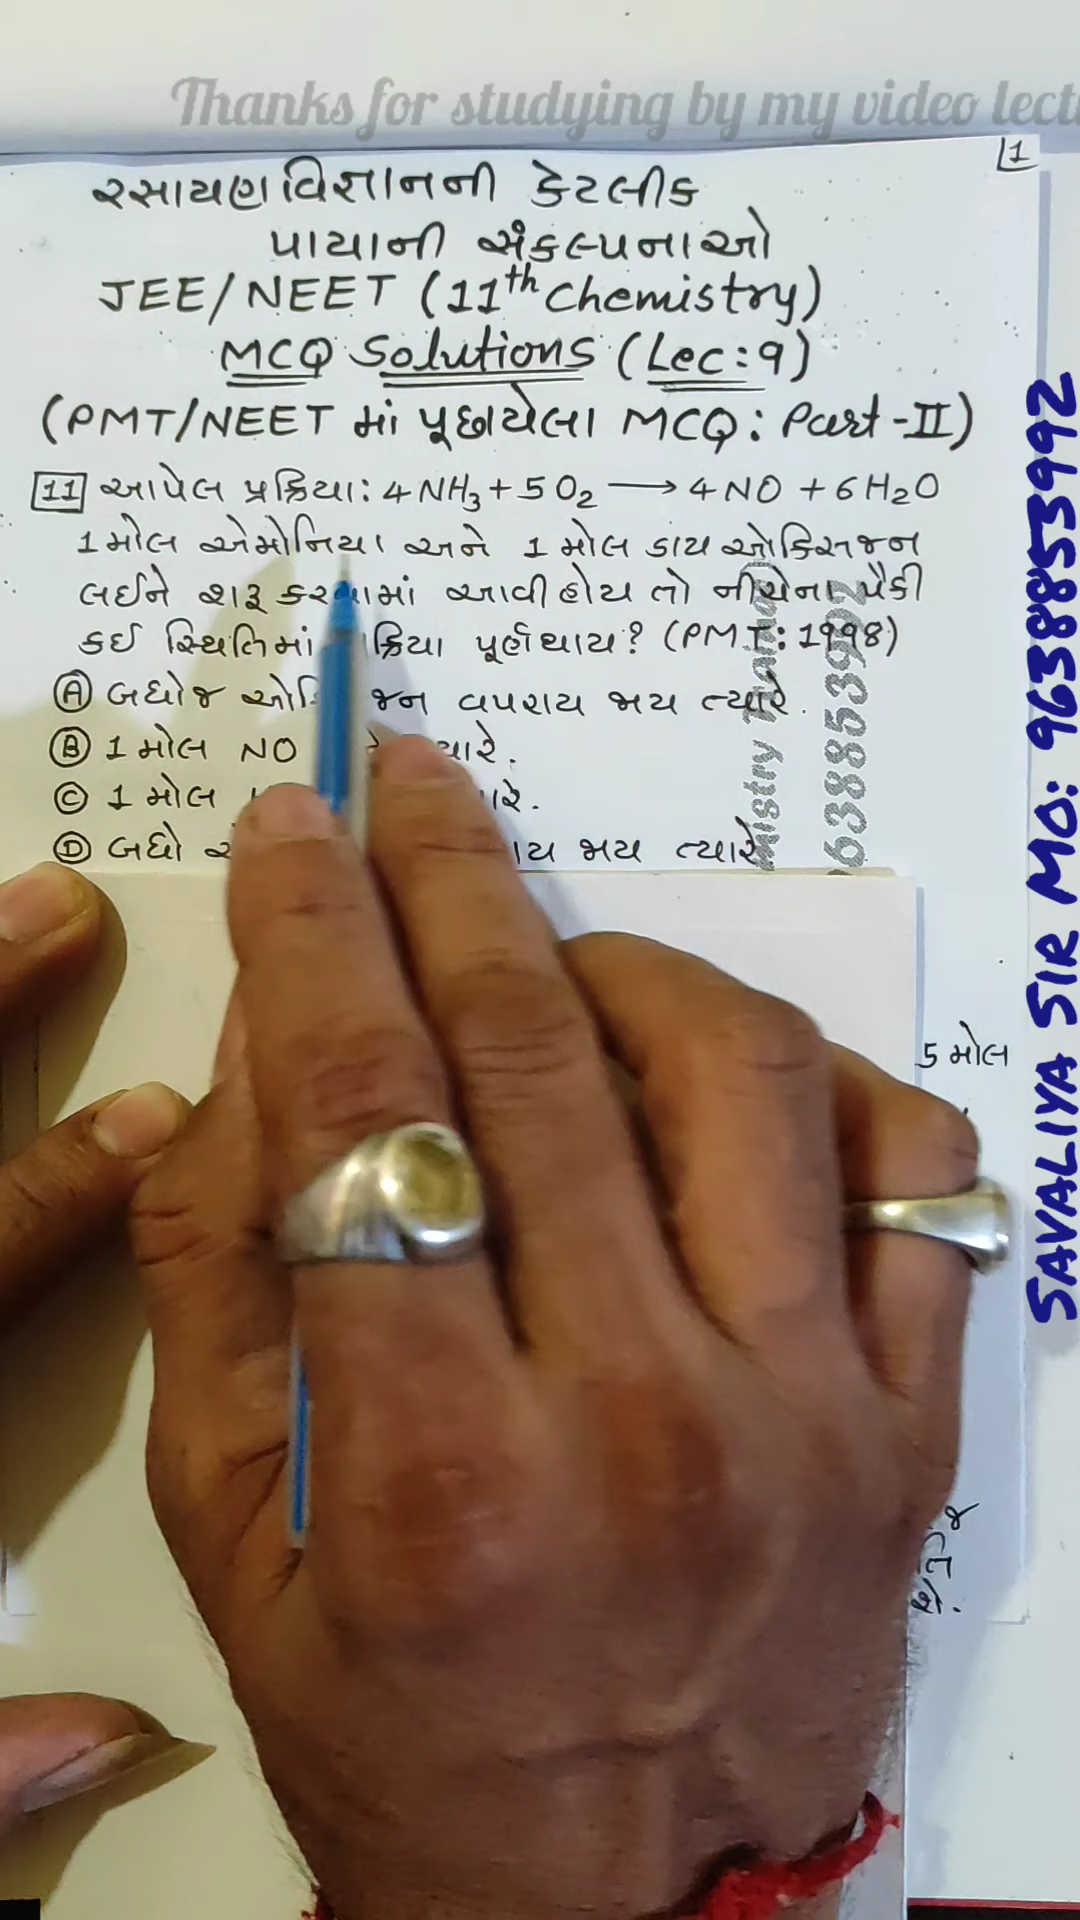 Thanks for studying by my video lect
1
રસાયણવિજ્ઞાનની કેટલીક
પાયાની સંકલ્પનાઓ
JEE/NEET (11th Chemistry)
MCQ Solutions (Lec:9)
(PMT/NEET માં પૂછાયેલા MCQ: Part-II)
11 આપેલ પ્રક્રિયા: 4NH3 + 5O2 ⟶ 4NO + 6H2O
1 મોલ એમોનિયા અને 1 મોલ ડાય ઓક્સિજન
લઈને શરૂ કરવામાં આવી હોય તો નીચેના પૈકી
કઈ સ્થિતિમાં ક્રિયા પૂર્ણ થાય? (PMT: 1998)
A બધોજ વપરાય જાય ત્યારે.
B 1 મોલ NO
C 1 મોલ
D બધો જાય ત્યારે
5 મોલ
SAVALIYA SIR MO: 9638853992